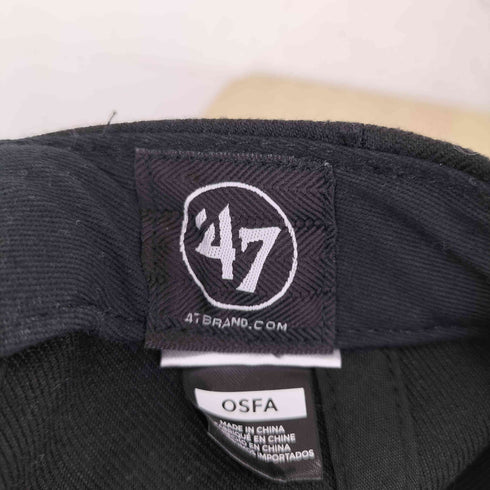 '47
47BRAND.COM
OSFA
MADE IN CHINA
FABRIQUÉ EN CHINE
HECHO EN CHINA
IMPORTADOS